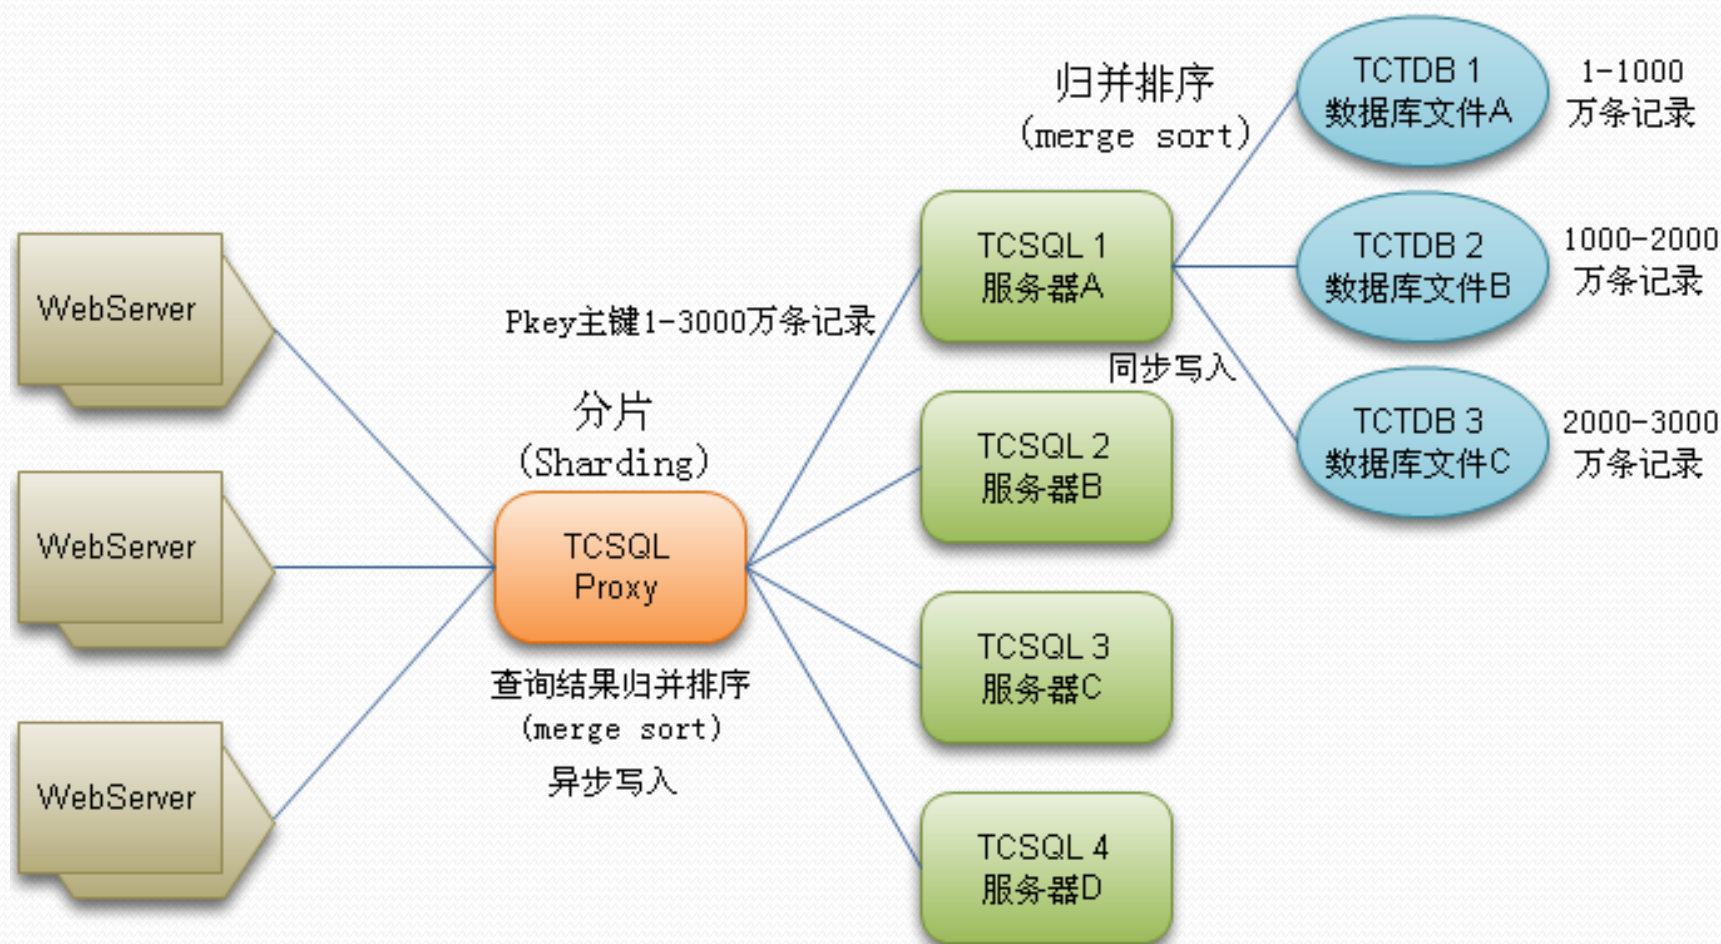 归并排序
(merge sort)
TCTDB 1
数据库文件A
1-1000
万条记录
TCSQL 1
服务器A
TCTDB 2
数据库文件B
1000-2000
万条记录
WebServer
Pkey主键1-3000万条记录
同步写入
分片
(Sharding)
TCSQL 2
服务器B
TCTDB 3
数据库文件C
2000-3000
万条记录
WebServer
TCSQL
Proxy
查询结果归并排序
(merge sort)
异步写入
TCSQL 3
服务器C
WebServer
TCSQL 4
服务器D